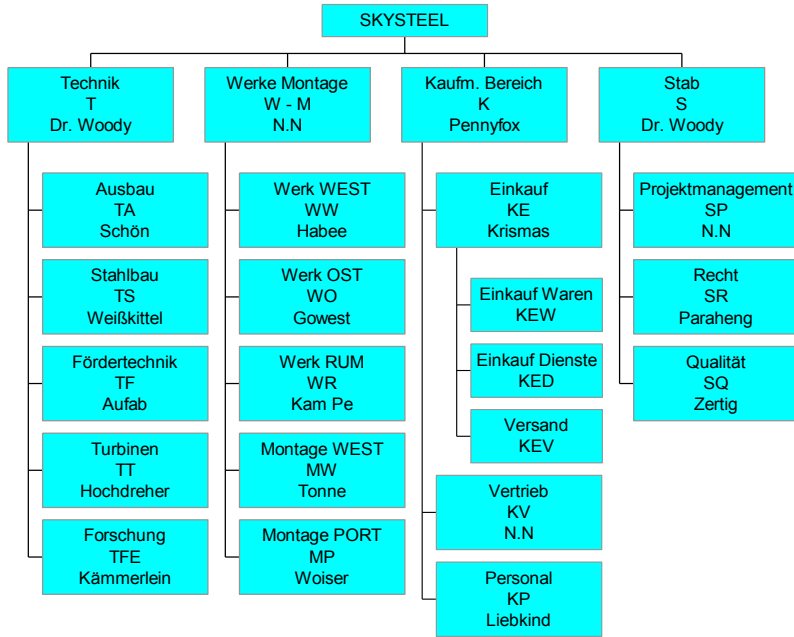 SKYSTEEL
Technik
T
Dr. Woody
Werke Montage
W - M
N.N
Kaufm. Bereich
K
Pennyfox
Stab
S
Dr. Woody
Ausbau
TA
Schön
Stahlbau
TS
Weißkittel
Fördertechnik
TF
Aufab
Turbinen
TT
Hochdreher
Forschung
TFE
Kämmerlein
Werk WEST
WW
Habee
Werk OST
WO
Gowest
Werk RUM
WR
Kam Pe
Montage WEST
MW
Tonne
Montage PORT
MP
Woiser
Einkauf
KE
Krismas
Einkauf Waren
KEW
Einkauf Dienste
KED
Versand
KEV
Vertrieb
KV
N.N
Personal
KP
Liebkind
Projektmanagement
SP
N.N
Recht
SR
Paraheng
Qualität
SQ
Zertig